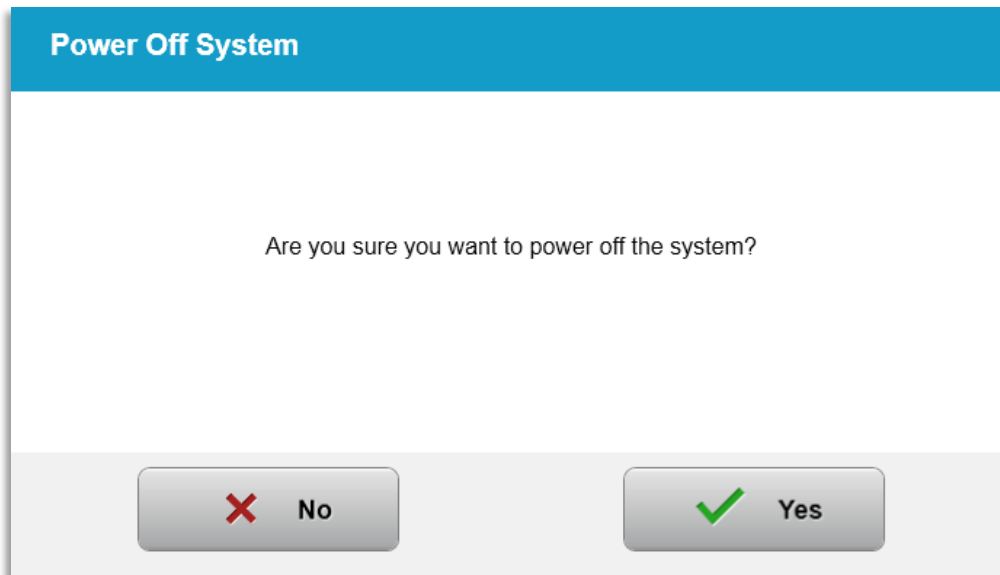 Power Off System
Are you sure you want to power off the system?
No
Yes